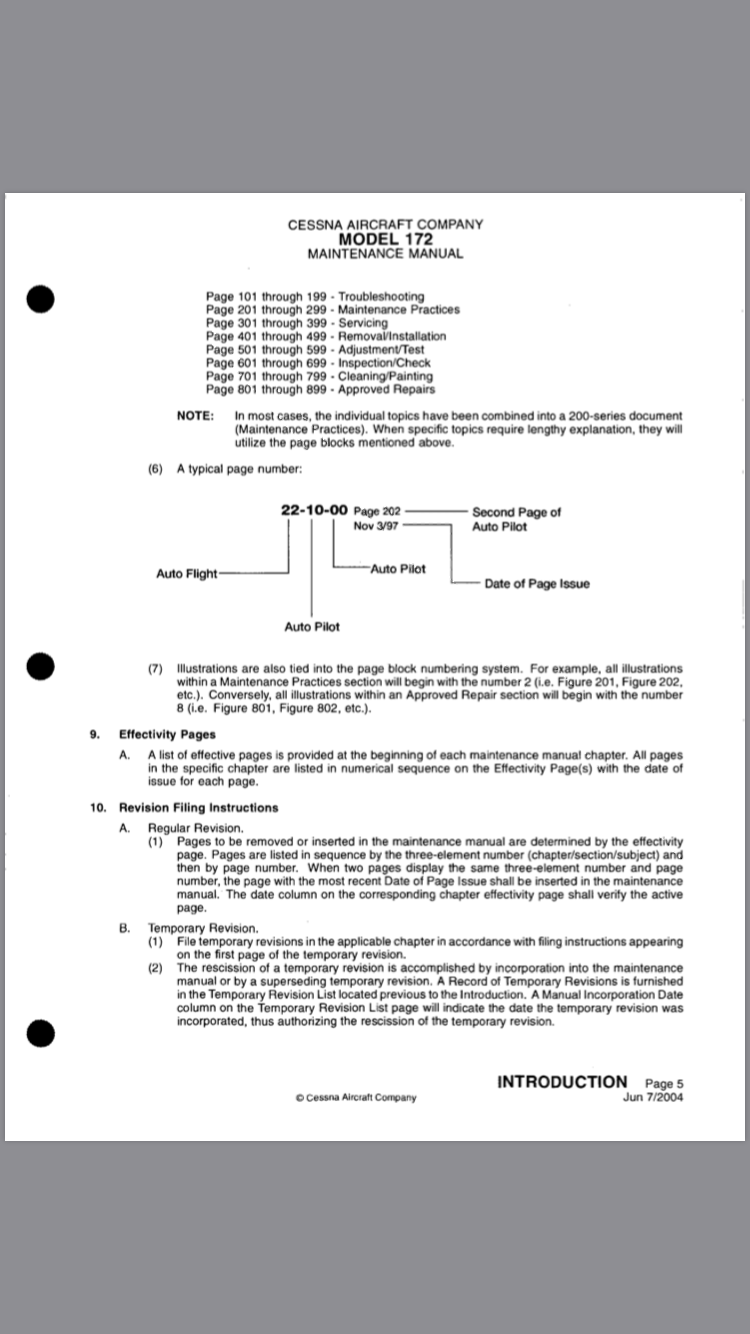 CESSNA AIRCRAFT COMPANY
MODEL 172
MAINTENANCE MANUAL
Page 101 through 199 - Troubleshooting
Page 201 through 299 - Maintenance Practices
Page 301 through 399 - Servicing
Page 401 through 499 - Removal/Installation
Page 501 through 599 - Adjustment/Test
Page 601 through 699 - Inspection/Check
Page 701 through 799 - Cleaning/Painting
Page 801 through 899 - Approved Repairs
NOTE: In most cases, the individual topics have been combined into a 200-series document
(Maintenance Practices). When specific topics require lengthy explanation, they will
utilize the page blocks mentioned above.
(6) A typical page number:
22-10-00 Page 202 Second Page of
Nov 3/97 Auto Pilot
Auto Flight Auto Pilot
Date of Page Issue
Auto Pilot
(7) Illustrations are also tied into the page block numbering system. For example, all illustrations
within a Maintenance Practices section will begin with the number 2 (i.e. Figure 201, Figure 202,
etc.). Conversely, all illustrations within an Approved Repair section will begin with the number
8 (i.e. Figure 801, Figure 802, etc.).
9. Effectivity Pages
A. A list of effective pages is provided at the beginning of each maintenance manual chapter. All pages
in the specific chapter are listed in numerical sequence on the Effectivity Page(s) with the date of
issue for each page.
10. Revision Filing Instructions
A. Regular Revision.
(1) Pages to be removed or inserted in the maintenance manual are determined by the effectivity
page. Pages are listed in sequence by the three-element number (chapter/section/subject) and
then by page number. When two pages display the same three-element number and page
number, the page with the most recent Date of Page Issue shall be inserted in the maintenance
manual. The date column on the corresponding chapter effectivity page shall verify the active
page.
B. Temporary Revision.
(1) File temporary revisions in the applicable chapter in accordance with filing instructions appearing
on the first page of the temporary revision.
(2) The rescission of a temporary revision is accomplished by incorporation into the maintenance
manual or by a superseding temporary revision. A Record of Temporary Revisions is furnished
in the Temporary Revision List located previous to the Introduction. A Manual Incorporation Date
column on the Temporary Revision List page will indicate the date the temporary revision was
incorporated, thus authorizing the rescission of the temporary revision.
INTRODUCTION Page 5
© Cessna Aircraft Company Jun 7/2004